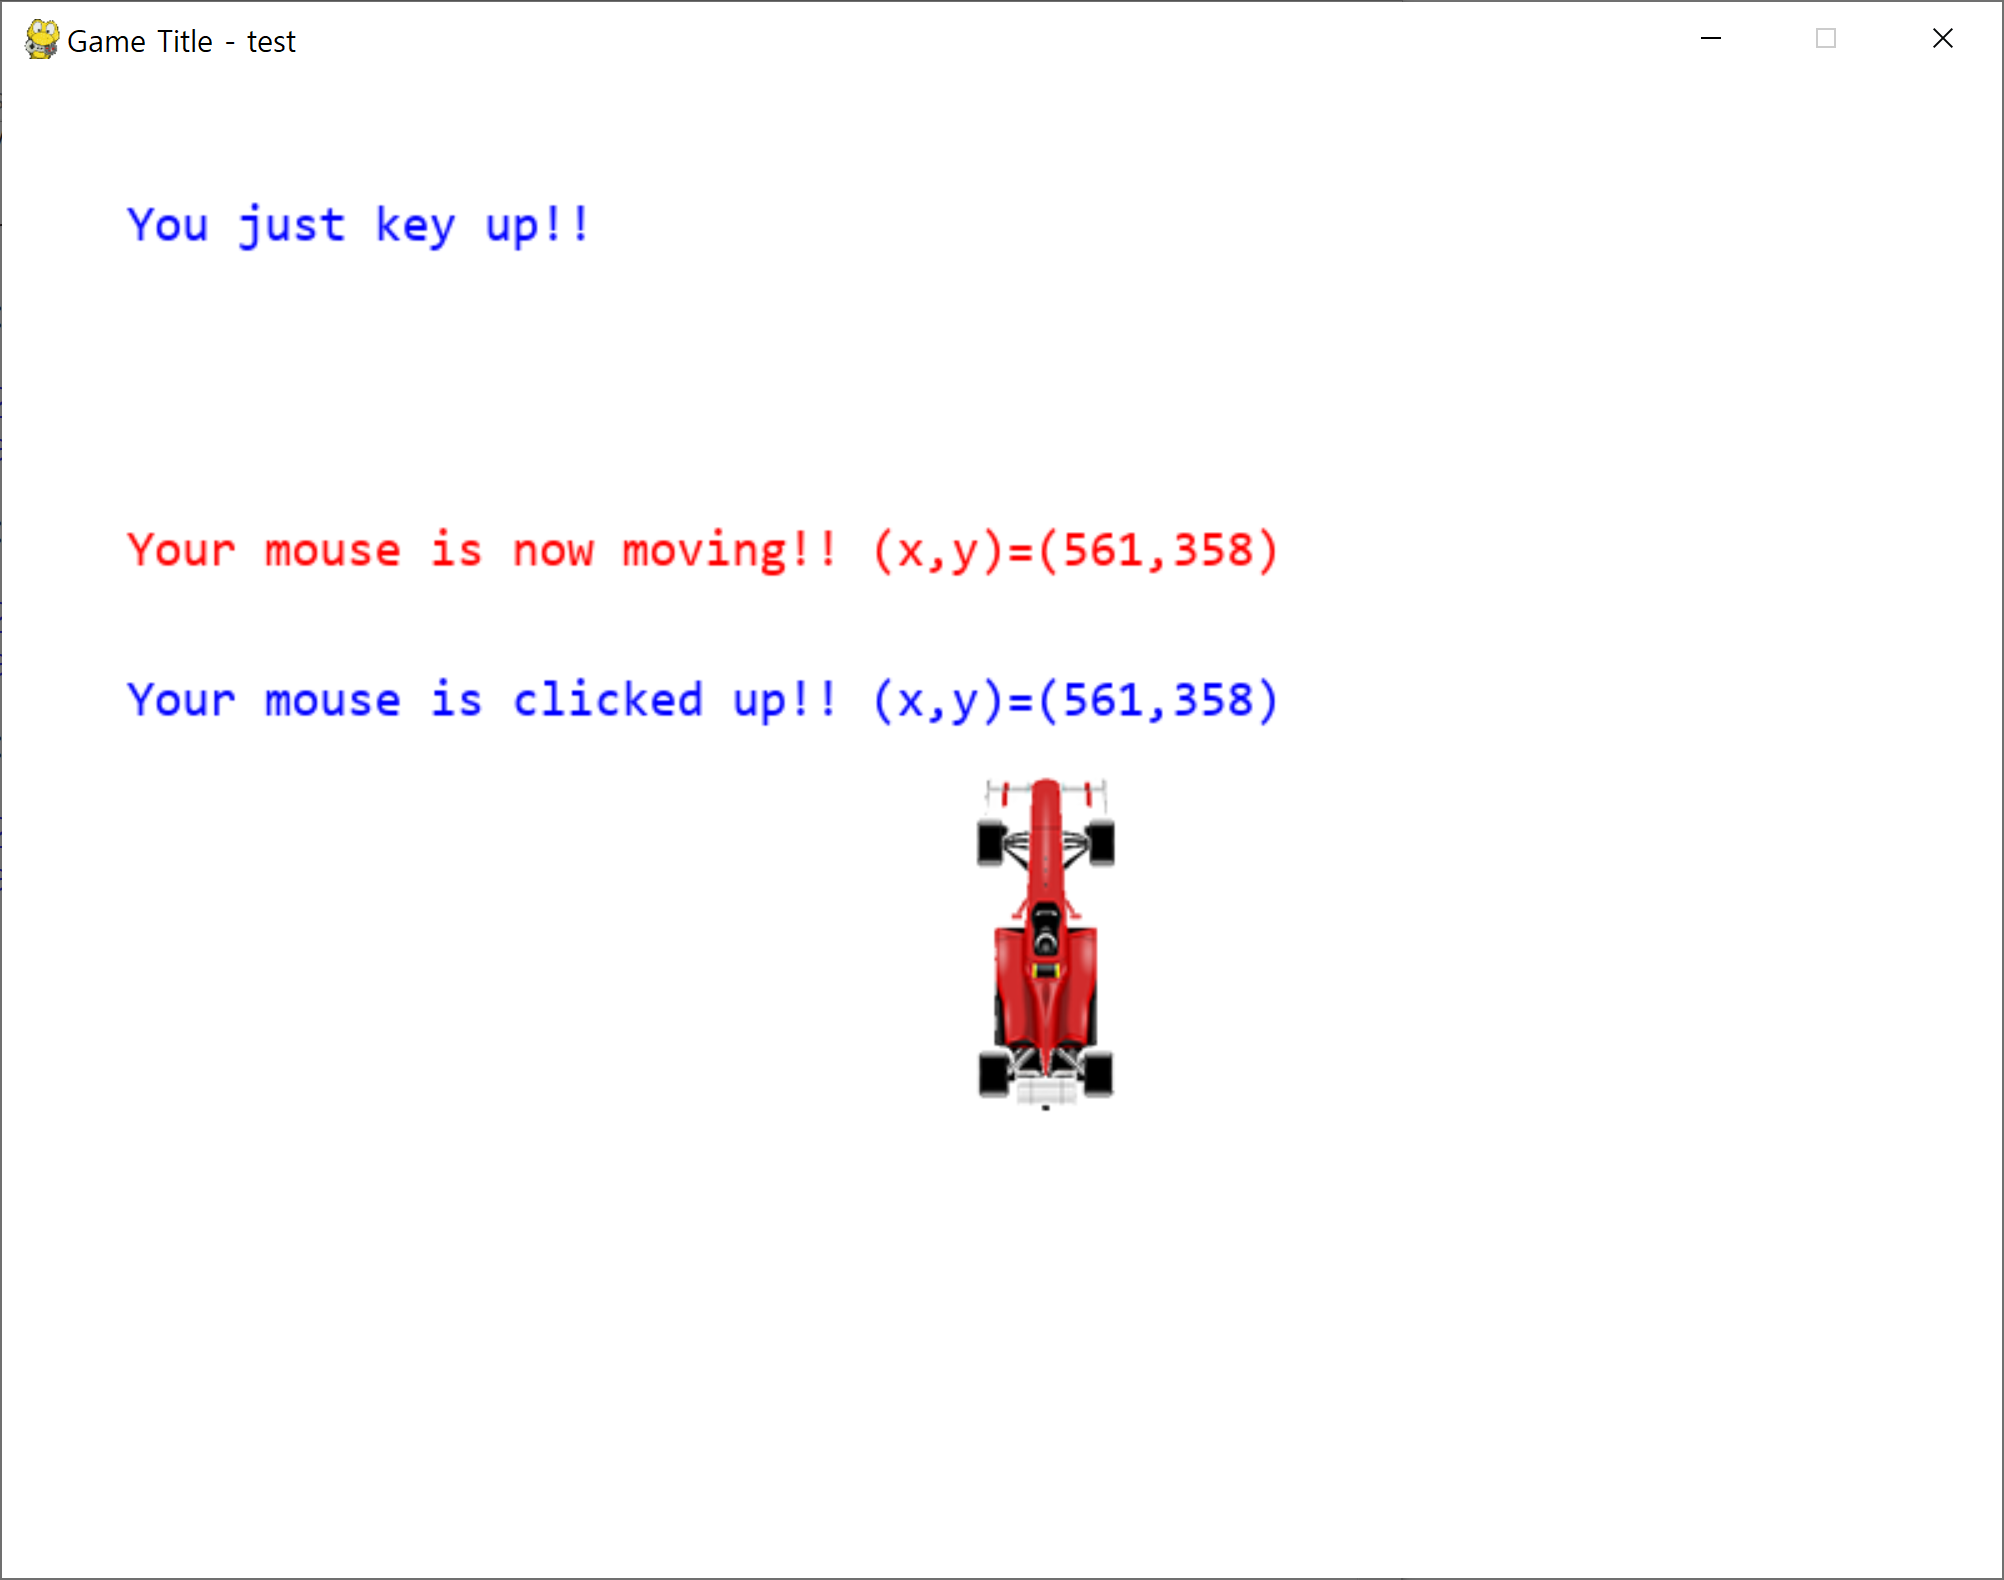 Game Title - test
You just key up!!
Your mouse is now moving!! (x,y)=(561,358)
Your mouse is clicked up!! (x,y)=(561,358)